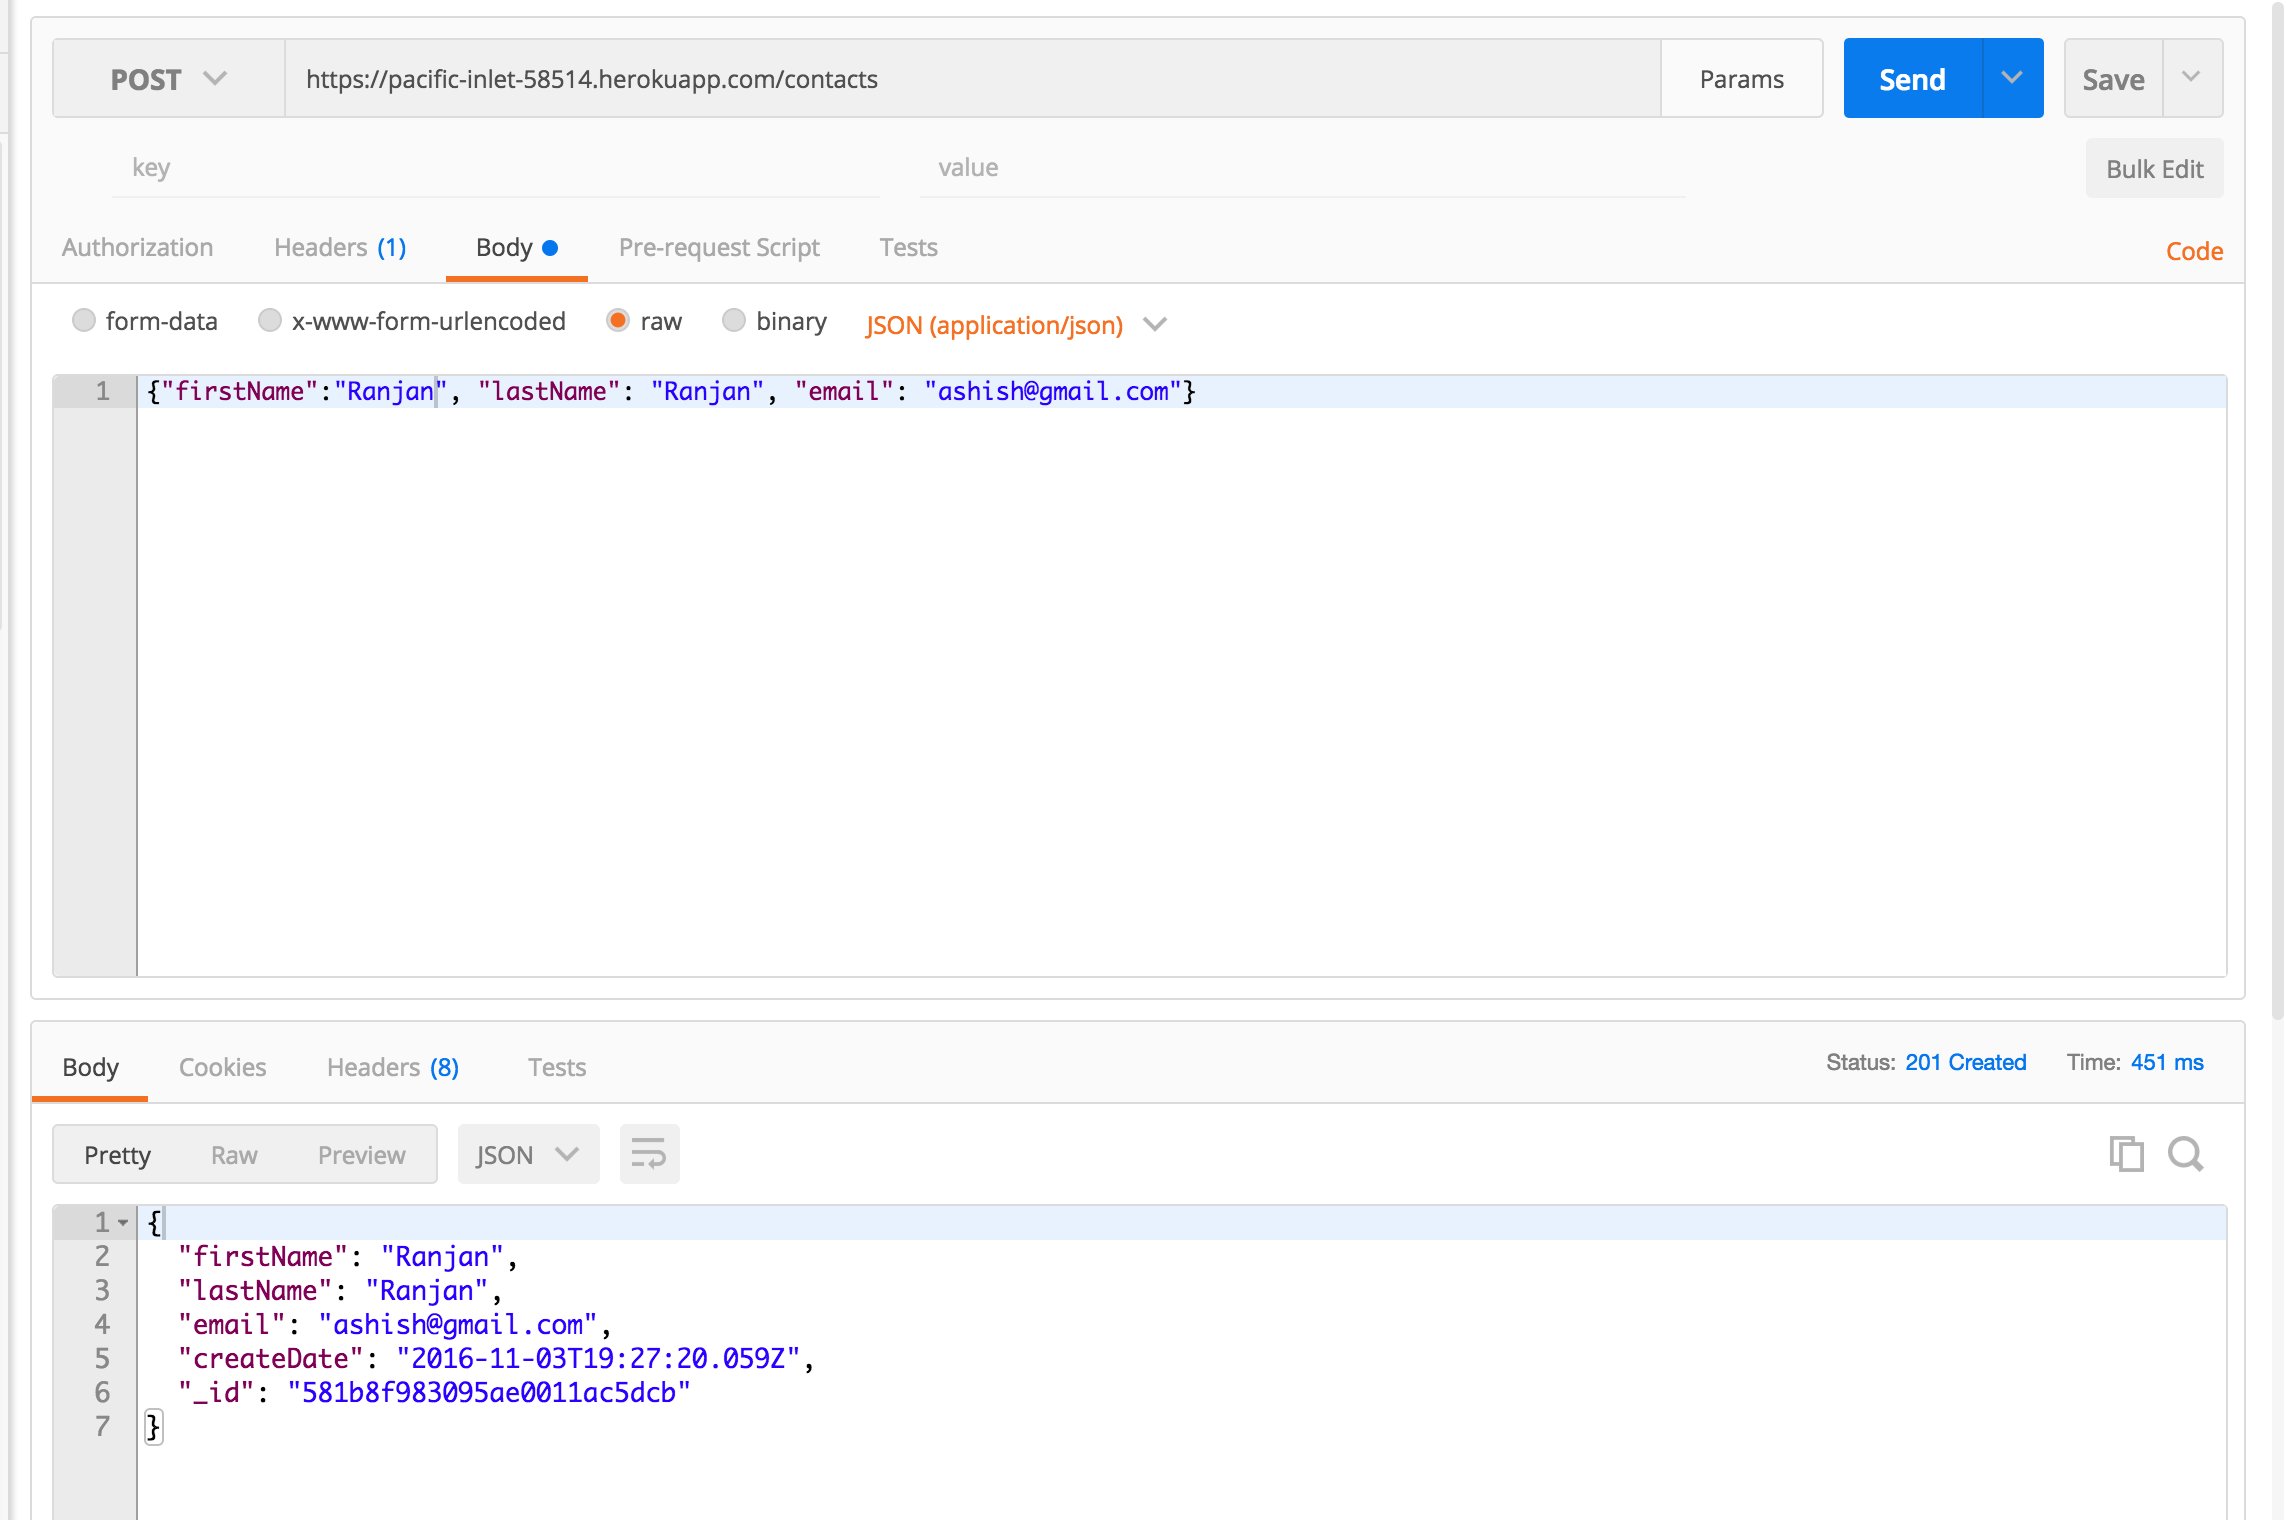 POST https://pacific-inlet-58514.herokuapp.com/contacts Params Send Save
key value Bulk Edit
Authorization Headers (1) Body Pre-request Script Tests Code
form-data x-www-form-urlencoded raw binary JSON (application/json)
1 {"firstName":"Ranjan", "lastName": "Ranjan", "email": "ashish@gmail.com"}
Body Cookies Headers (8) Tests Status: 201 Created Time: 451 ms
Pretty Raw Preview JSON
1 {
2 "firstName": "Ranjan",
3 "lastName": "Ranjan",
4 "email": "ashish@gmail.com",
5 "createDate": "2016-11-03T19:27:20.059Z",
6 "_id": "581b8f983095ae0011ac5dcb"
7 }